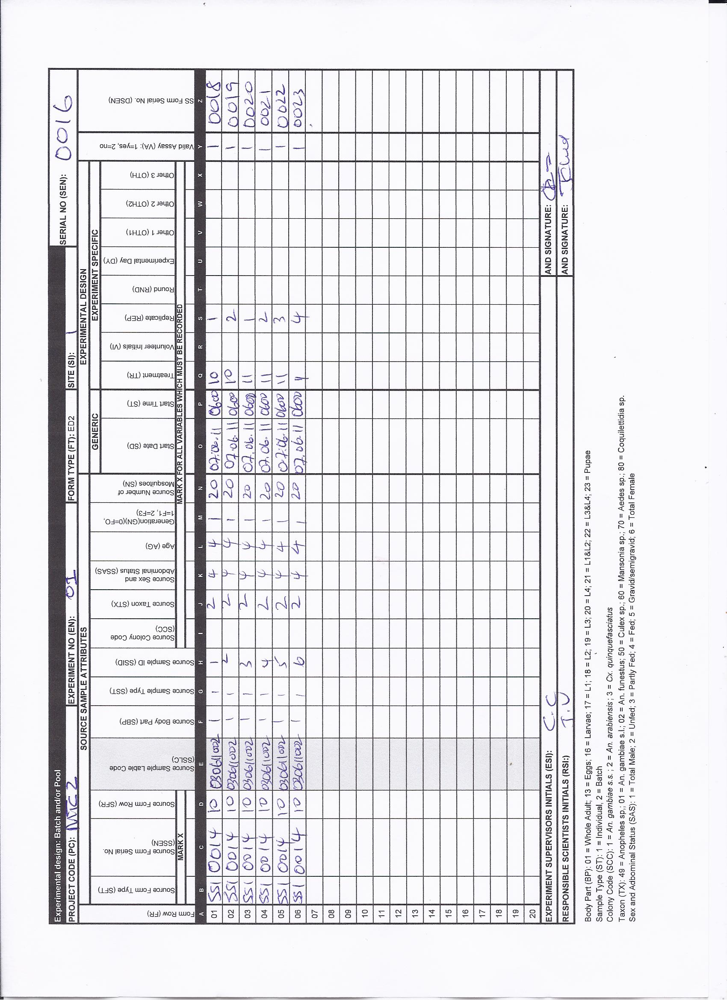 Experimental design: Batch and/or Pool
PROJECT CODE (PC): EXPERIMENT NO (EN): 01 FORM TYPE (FT): ED2 SITE (SI): 1 SERIAL NO (SEN): 0016
SOURCE SAMPLE ATTRIBUTES EXPERIMENTAL DESIGN
GENERIC EXPERIMENT SPECIFIC
Form Row (FR)
Source Form Type (SFT)
Source Form Serial No. (SSEN)
Source Form Row (SFR)
Source Sample Lable Code (SSLC)
Source Body Part (SBP)
Source Sample Type (SST)
Source Sample ID (SSID)
Source Colony Code (SCC)
Source Taxon (STX)
Source Sex and Abdominal Status (SSAS)
Age (AG)
Generation(GN)(0=FO, 1=F1, 2=F3)
Source Number of Mosquitoes (SN)
Start Date (SD)
Start Time (ST)
Treatment (TR)
Volunteer Initials (VI)
Replicate (REP)
Round (RND)
Experimental Day (DY)
Other 1 (OTH1)
Other 2 (OTH2)
Other 3 (OTH)
Valid Assay (VA): 1=yes, 2=no
SS Form Serial No. (DSEN)
MARK X MARK X FOR ALL VARIABLES WHICH MUST BE RECORDED
A B C D E F G H I J K L M N O P Q R S T U V W X Y Z
01 SS1 0014 10 030611002 1 1 1 2 4 4 1 20 07.06.11 0600 10 1 1 0018
02 SS1 0014 10 030611002 1 1 2 2 4 4 1 20 07.06.11 0600 10 2 1 0019
03 SS1 0014 10 030611002 1 1 3 2 4 4 1 20 07.06.11 0600 11 1 1 0020
04 SS1 0014 10 030611002 1 1 4 2 4 4 1 20 07.06.11 0600 11 2 1 0021
05 SS1 0014 10 030611002 1 1 5 2 4 4 1 20 07.06.11 0600 11 3 1 0022
06 SS1 0014 10 030611002 1 1 6 2 4 4 1 20 07.06.11 0600 11 4 1 0023
07
08
09
10
11
12
13
14
15
16
17
18
19
20
EXPERIMENT SUPERVISORS INITIALS (ESI): C.C AND SIGNATURE:
RESPONSIBLE SCIENTISTS INITIALS (RSI:) J.U AND SIGNATURE:
Body Part (BP): 01 = Whole Adult; 13 = Eggs; 16 = Larvae; 17 = L1; 18 = L2; 19 = L3; 20 = L4; 21 = L1&L2; 22 = L3&L4; 23 = Pupae
Sample Type (ST): 1 = Individual, 2 = Batch
Colony Code (SCC): 1 = An. gambiae s.s.; 2 = An. arabiensis; 3 = Cx. quinquefasciatus
Taxon (TX): 49 = Anopheles sp.; 01 = An. gambiae s.l.; 02 = An. funestus; 50 = Culex sp.; 60 = Mansonia sp.; 70 = Aedes sp.; 80 = Coquilettidia sp.
Sex and Adbominal Status (SAS): 1 = Total Male; 2 = Unfed; 3 = Partly Fed; 4 = Fed; 5 = Gravid/semigravid; 6 = Total Female